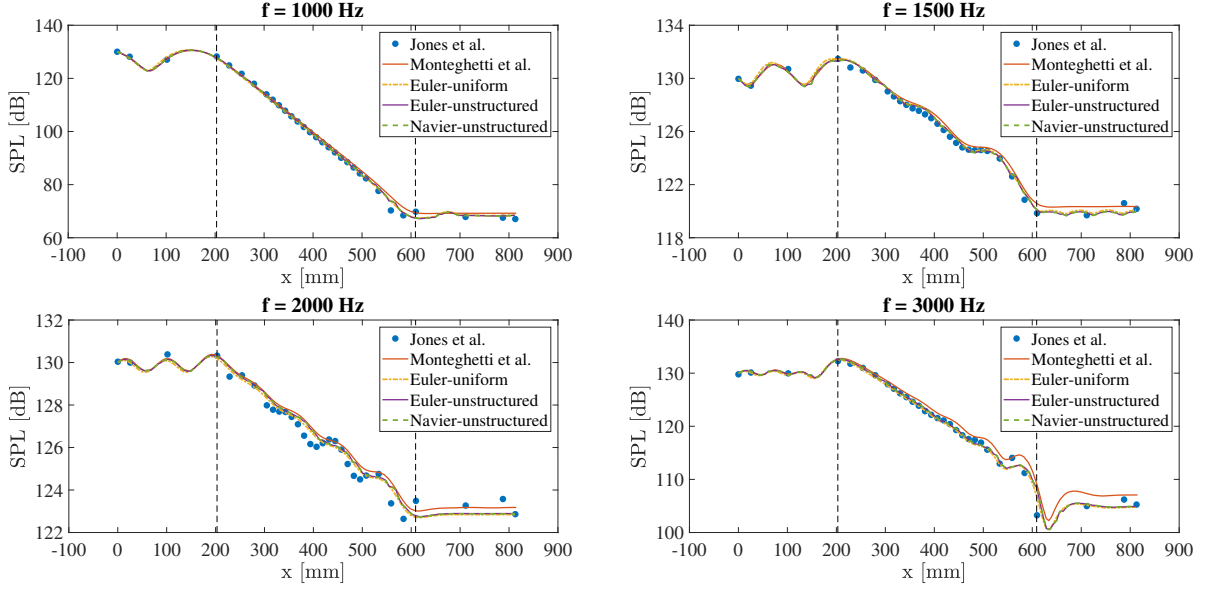 f = 1000 Hz
SPL [dB]
140
120
100
80
60
-100 0 100 200 300 400 500 600 700 800 900
x [mm]
Jones et al.
Monteghetti et al.
Euler-uniform
Euler-unstructured
Navier-unstructured
f = 1500 Hz
SPL [dB]
134
130
126
122
118
-100 0 100 200 300 400 500 600 700 800 900
x [mm]
Jones et al.
Monteghetti et al.
Euler-uniform
Euler-unstructured
Navier-unstructured
f = 2000 Hz
SPL [dB]
132
130
128
126
124
122
-100 0 100 200 300 400 500 600 700 800 900
x [mm]
Jones et al.
Monteghetti et al.
Euler-uniform
Euler-unstructured
Navier-unstructured
f = 3000 Hz
SPL [dB]
140
130
120
110
100
-100 0 100 200 300 400 500 600 700 800 900
x [mm]
Jones et al.
Monteghetti et al.
Euler-uniform
Euler-unstructured
Navier-unstructured